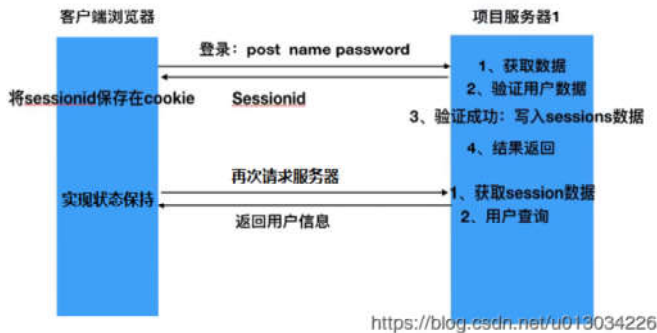 客户端浏览器
项目服务器1
登录：post name password
1、获取数据
2、验证用户数据
将sessionid保存在cookie
Sessionid
3、验证成功：写入sessions数据
4、结果返回
再次请求服务器
实现状态保持
1、获取session数据
2、用户查询
返回用户信息
https://blog.csdn.net/u013034226